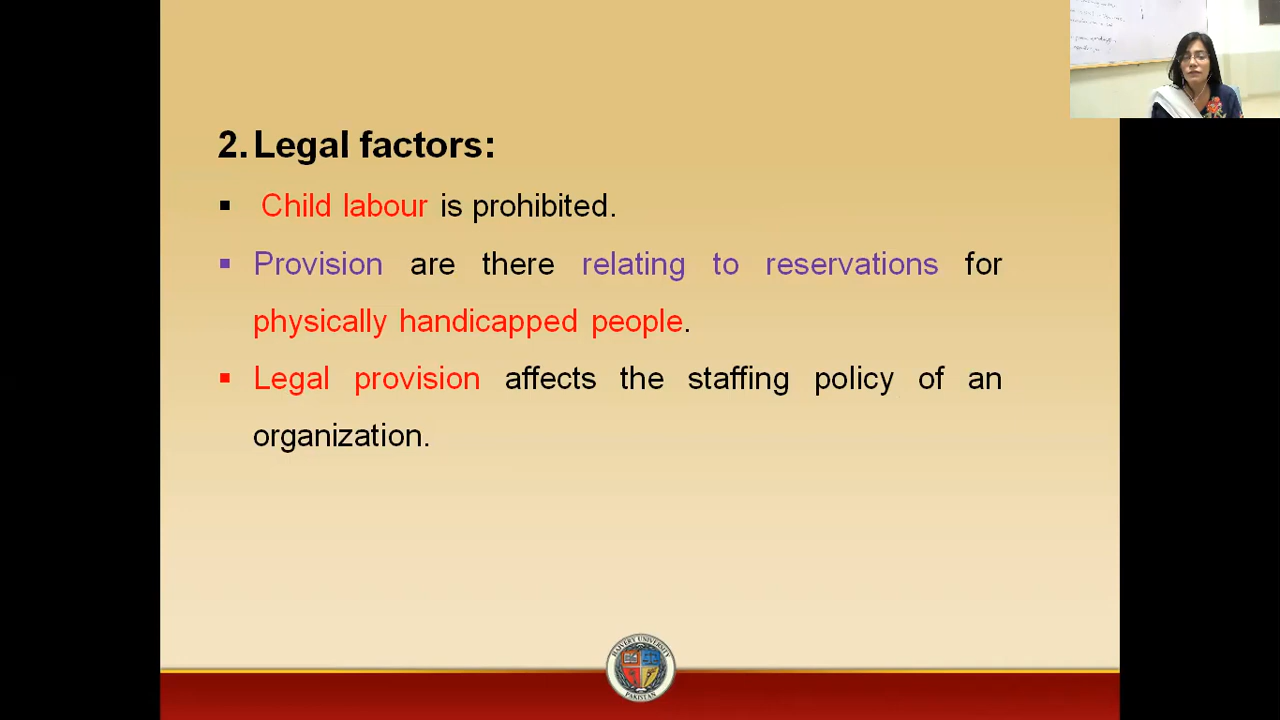 2. Legal factors:
▪ Child labour is prohibited.
▪ Provision are there relating to reservations for
physically handicapped people.
▪ Legal provision affects the staffing policy of an
organization.
PAKISTAN